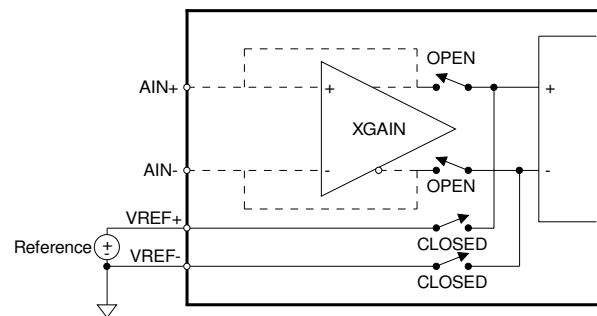 OPEN
AIN+
+
+
XGAIN
AIN-
-
-
OPEN
VREF+
CLOSED
Reference
+
-
VREF-
CLOSED